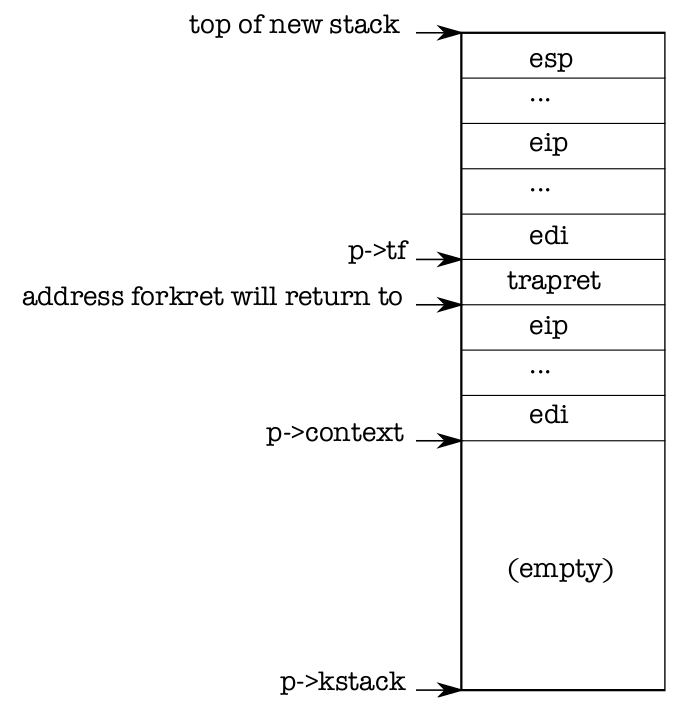 top of new stack
esp
...
eip
...
edi
p->tf
trapret
address forkret will return to
eip
...
edi
p->context
(empty)
p->kstack